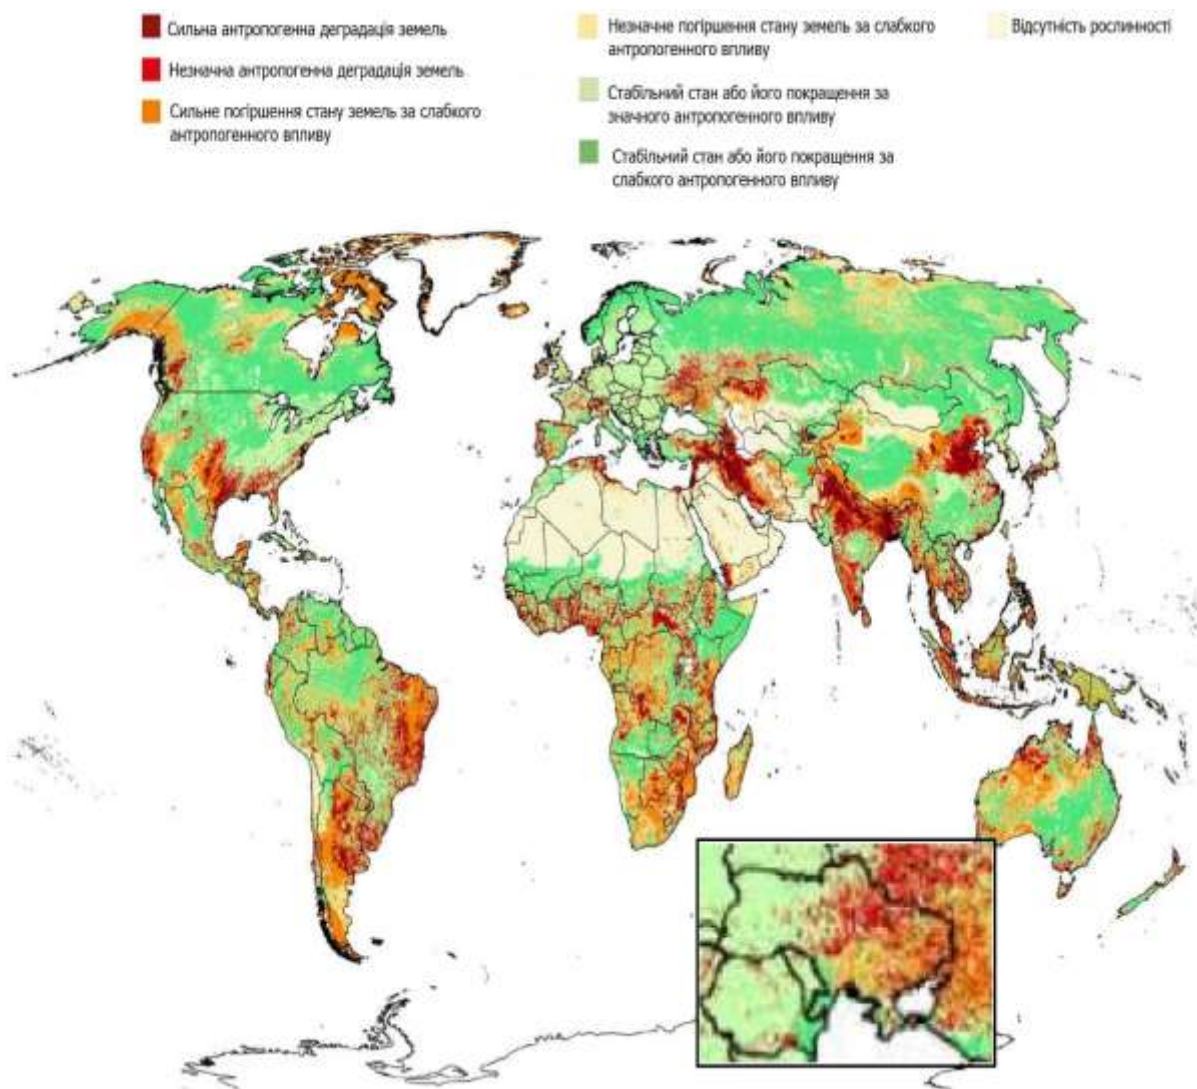 Сильна антропогенна деградація земель
Незначна антропогенна деградація земель
Сильне погіршення стану земель за слабкого
антропогенного впливу
Незначне погіршення стану земель за слабкого
антропогенного впливу
Стабільний стан або його покращення за
значного антропогенного впливу
Стабільний стан або його покращення за
слабкого антропогенного впливу
Відсутність рослинності